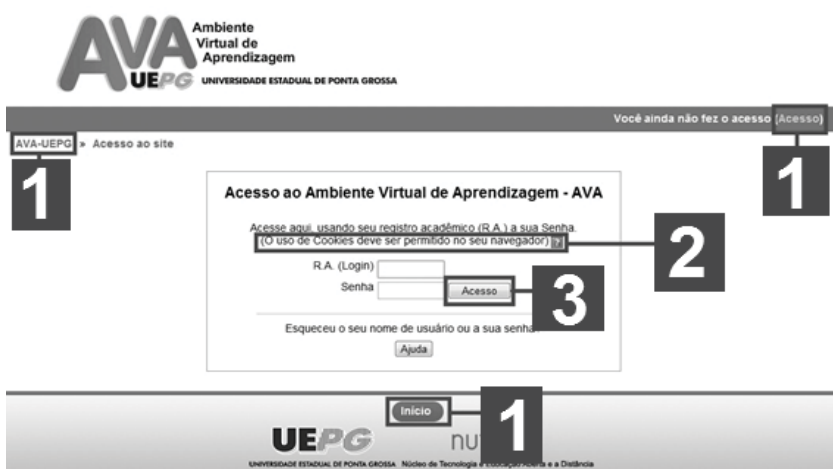 AVA
Ambiente
Virtual de
Aprendizagem
UEPG UNIVERSIDADE ESTADUAL DE PONTA GROSSA
Você ainda não fez o acesso (Acesso)
AVA-UEPG » Acesso ao site
1
1
Acesso ao Ambiente Virtual de Aprendizagem - AVA
Acesse aqui, usando seu registro acadêmico (R.A.) a sua Senha.
(O uso de Cookies deve ser permitido no seu navegador) ?
2
R.A. (Login)
Senha Acesso
3
Esqueceu o seu nome de usuário ou a sua senha
Ajuda
Início
1
UEPG
UNIVERSIDADE ESTADUAL DE PONTA GROSSA Núcleo de Tecnologia e Educação Aberta e a Distância